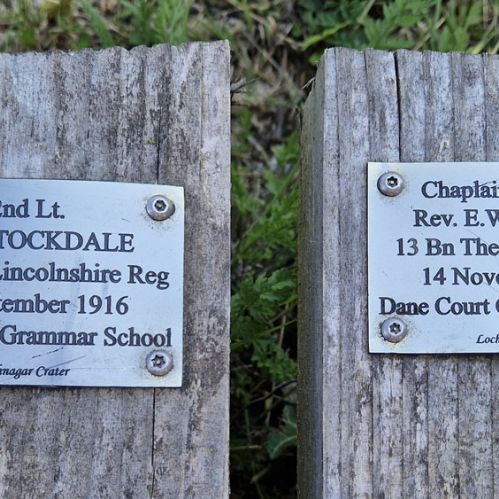 2nd Lt.
TOCKDALE
Lincolnshire Reg
tember 1916
Grammar School
nagar Crater
Chaplai
Rev. E.W
13 Bn The
14 Nove
Dane Court G
Loch